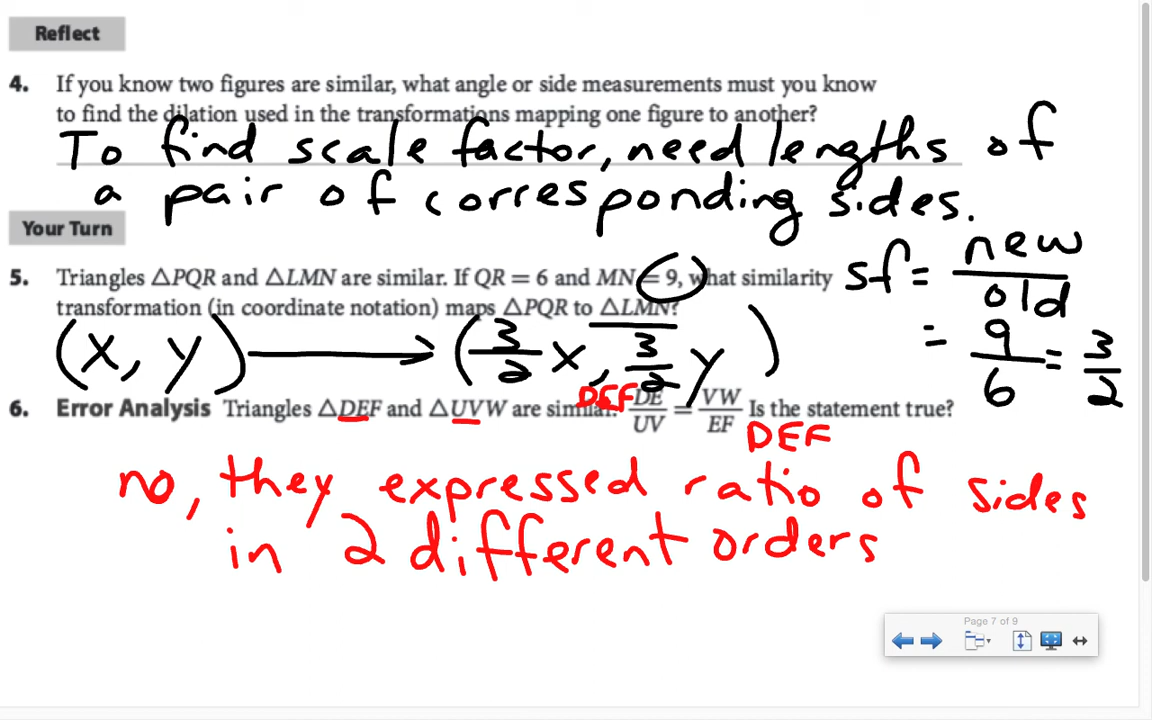 Reflect
4. If you know two figures are similar, what angle or side measurements must you know
to find the dilation used in the transformations mapping one figure to another?
To find scale factor, need lengths of
a pair of corresponding sides.
Your Turn
5. Triangles △PQR and △LMN are similar. If QR = 6 and MN = 9, what similarity
transformation (in coordinate notation) maps △PQR to △LMN?
sf = new/old
= 9/6 = 3/2
(x, y) → (3/2 x, 3/2 y)
6. Error Analysis Triangles △DEF and △UVW are similar. DE/UV = VW/EF Is the statement true?
DEF
DEF
no, they expressed ratio of sides
in 2 different orders
Page 7 of 9